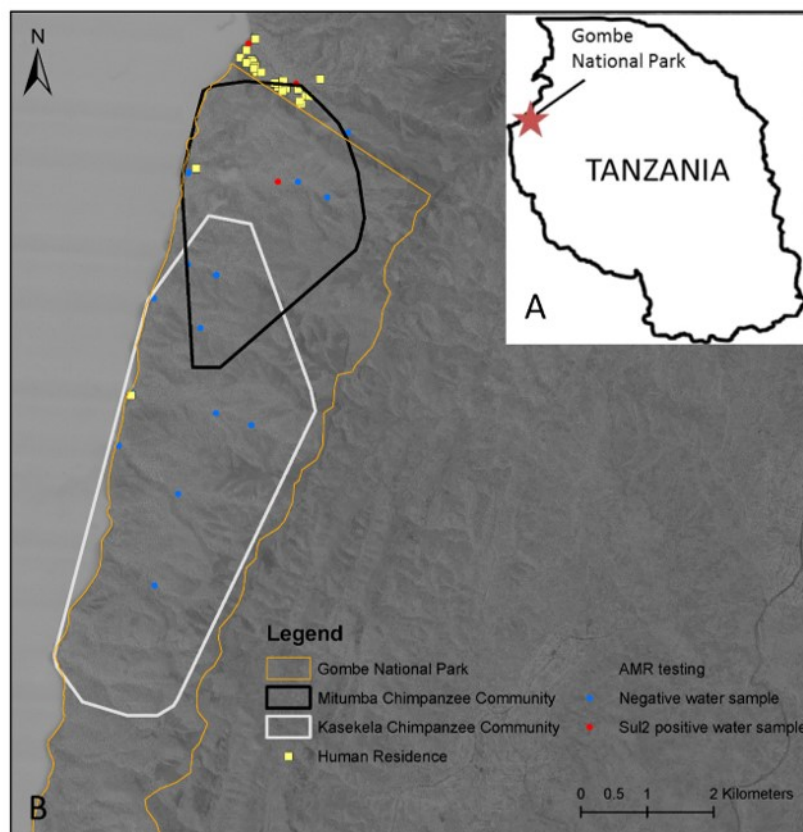 N
Gombe
National Park
TANZANIA
A
Legend
Gombe National Park
Mitumba Chimpanzee Community
Kasekela Chimpanzee Community
Human Residence
AMR testing
Negative water sample
Sul2 positive water sample
0 0.5 1 2 Kilometers
B